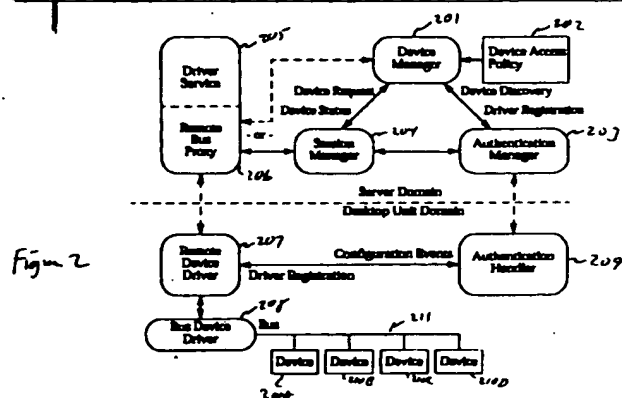 205
201
202
Driver
Service
Device
Manager
Device Access
Policy
Device Request
Device Status
Device Discovery
Driver Registration
Remote
Bus
Proxy
- or -
206
Session
Manager
204
Authentication
Manager
203
Server Domain
Desktop Unit Domain
Figure 2
Remote
Device
Driver
207
Configuration Events
Driver Registration
Authentication
Handler
209
Bus Device
Driver
208
Bus
211
Device
Device
Device
Device
210B
210C
210D